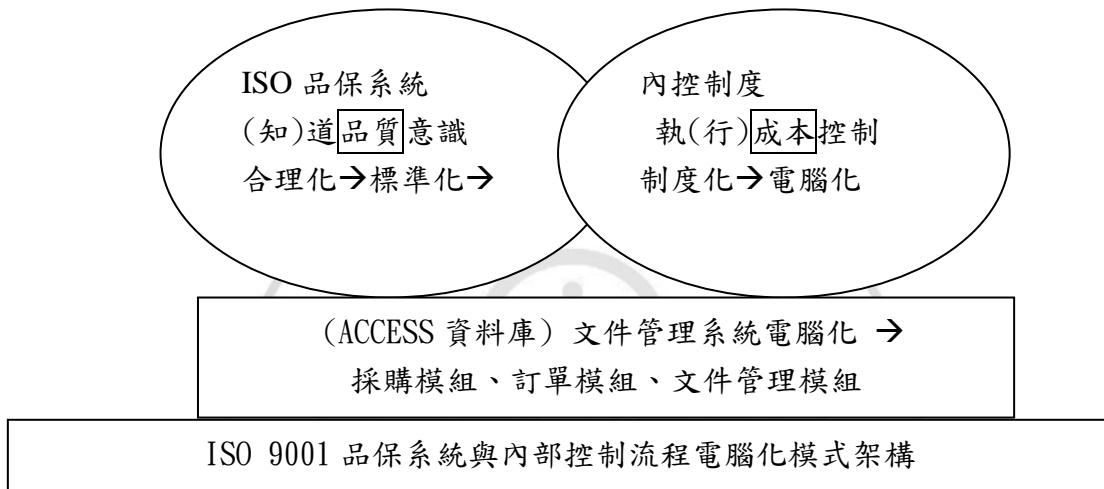 ISO 品保系統
(知)道品質意識
合理化→標準化→
內控制度
執(行)成本控制
制度化→電腦化
(ACCESS 資料庾) 文件管理系統電腦化 →
採購模組、訂單模組、文件管理模組
ISO 9001 品保系統與內部控制流程電腦化模式架構